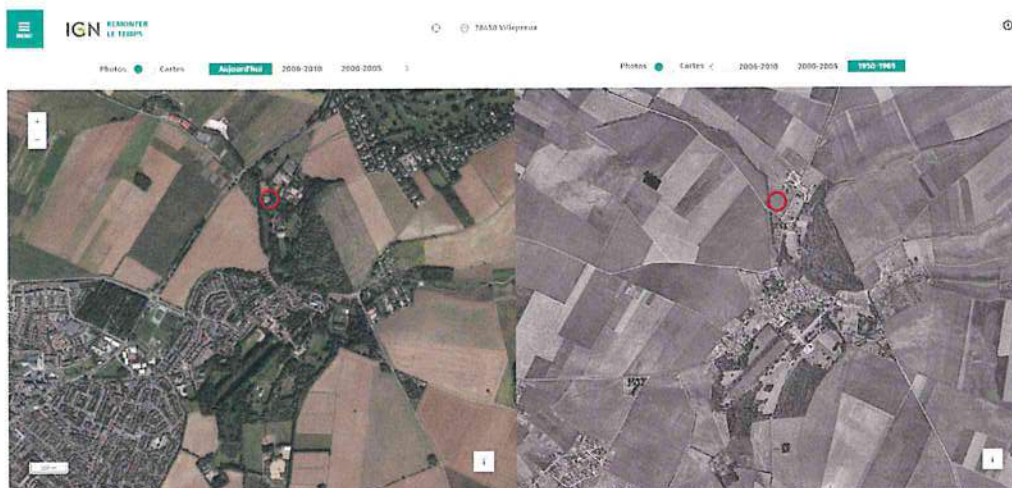 MENU
IGN REMONTER
LE TEMPS
78450 Villepreux
Photos Cartes Aujourd'hui 2006-2010 2000-2005 >
Photos Cartes < 2006-2010 2000-2005 1950-1965
+
-
i
i